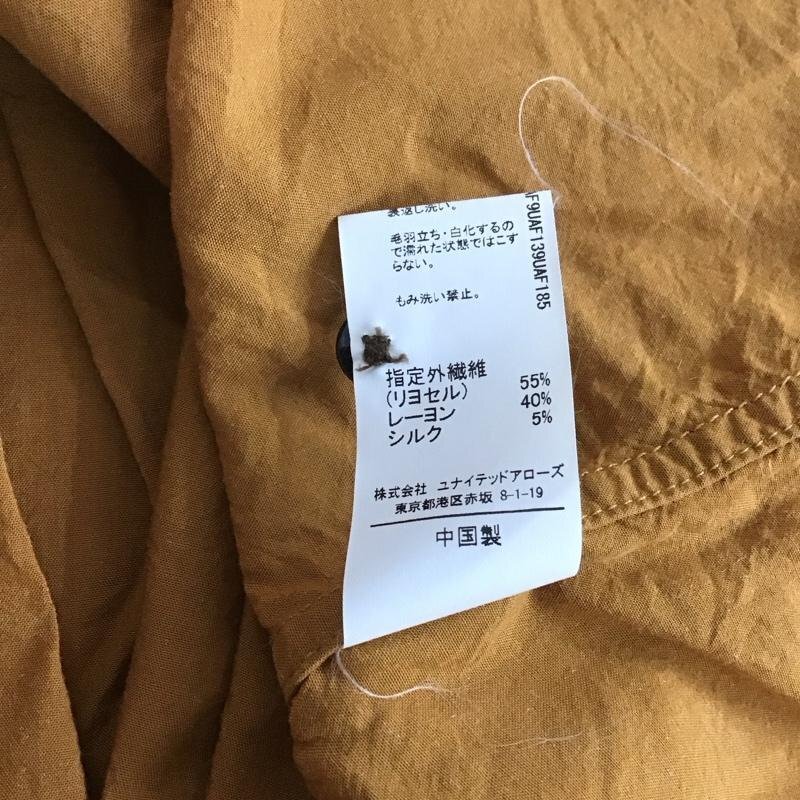 裏返し洗い。
毛羽立ち・白化するの
で濡れた状態ではこす
らない。
もみ洗い禁止。
指定外繊維
(リヨセル) 55%
レーヨン 40%
シルク 5%
株式会社 ユナイテッドアローズ
東京都港区赤坂 8-1-19
中国製
F9UAF139UAF185